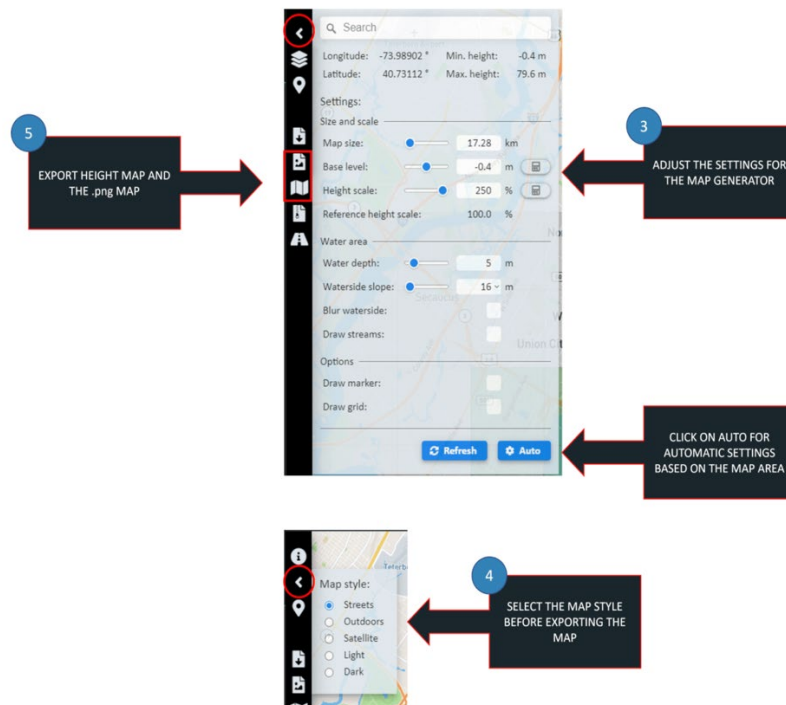 Search
Longitude: -73.98902 ° Min. height: -0.4 m
Latitude: 40.73112 ° Max. height: 79.6 m
Settings:
Size and scale
Map size: 17.28 km
Base level: -0.4 m
Height scale: 250 %
Reference height scale: 100.0 %
Water area
Water depth: 5 m
Waterside slope: 16 m
Blur waterside:
Draw streams:
Union Cit
Options
Draw marker:
Draw grid:
Refresh Auto
5
EXPORT HEIGHT MAP AND
THE .png MAP
3
ADJUST THE SETTINGS FOR
THE MAP GENERATOR
CLICK ON AUTO FOR
AUTOMATIC SETTINGS
BASED ON THE MAP AREA
Map style:
Streets
Outdoors
Satellite
Light
Dark
4
SELECT THE MAP STYLE
BEFORE EXPORTING THE
MAP